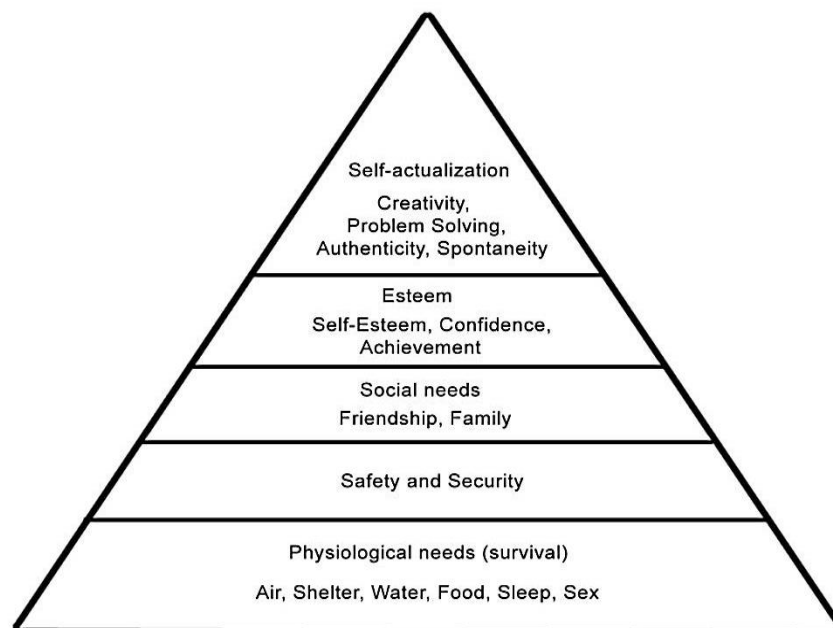 Self-actualization
Creativity,
Problem Solving,
Authenticity, Spontaneity
Esteem
Self-Esteem, Confidence,
Achievement
Social needs
Friendship, Family
Safety and Security
Physiological needs (survival)
Air, Shelter, Water, Food, Sleep, Sex